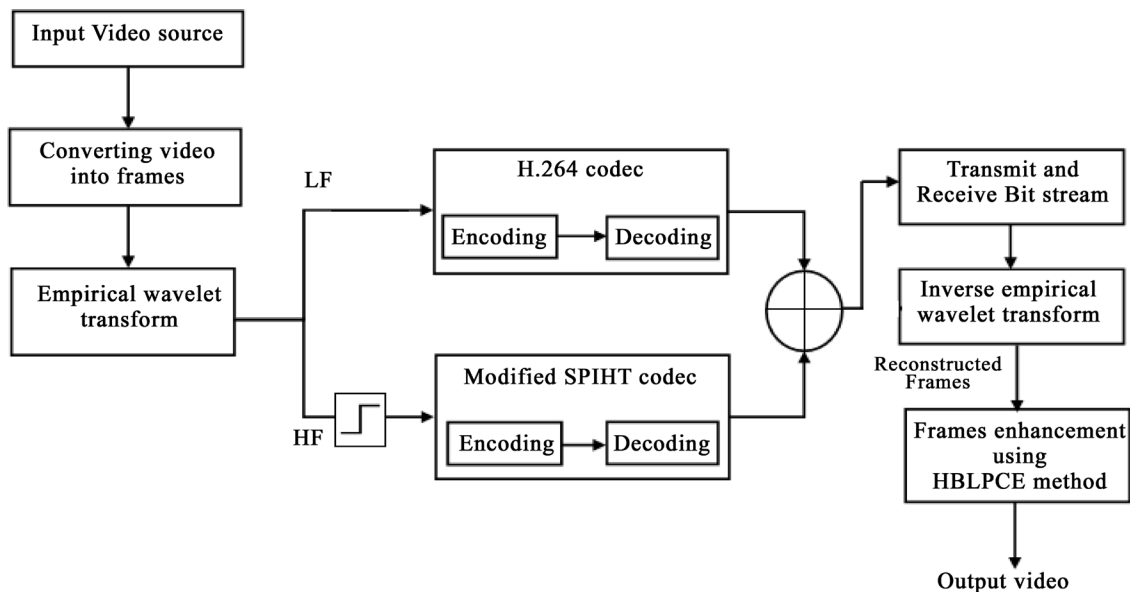 Input Video source
Converting video
into frames
Empirical wavelet
transform
LF
HF
H.264 codec
Encoding
Decoding
Modified SPIHT codec
Encoding
Decoding
Transmit and
Receive Bit stream
Inverse empirical
wavelet transform
Reconstructed
Frames
Frames enhancement
using
HBLPCE method
Output video